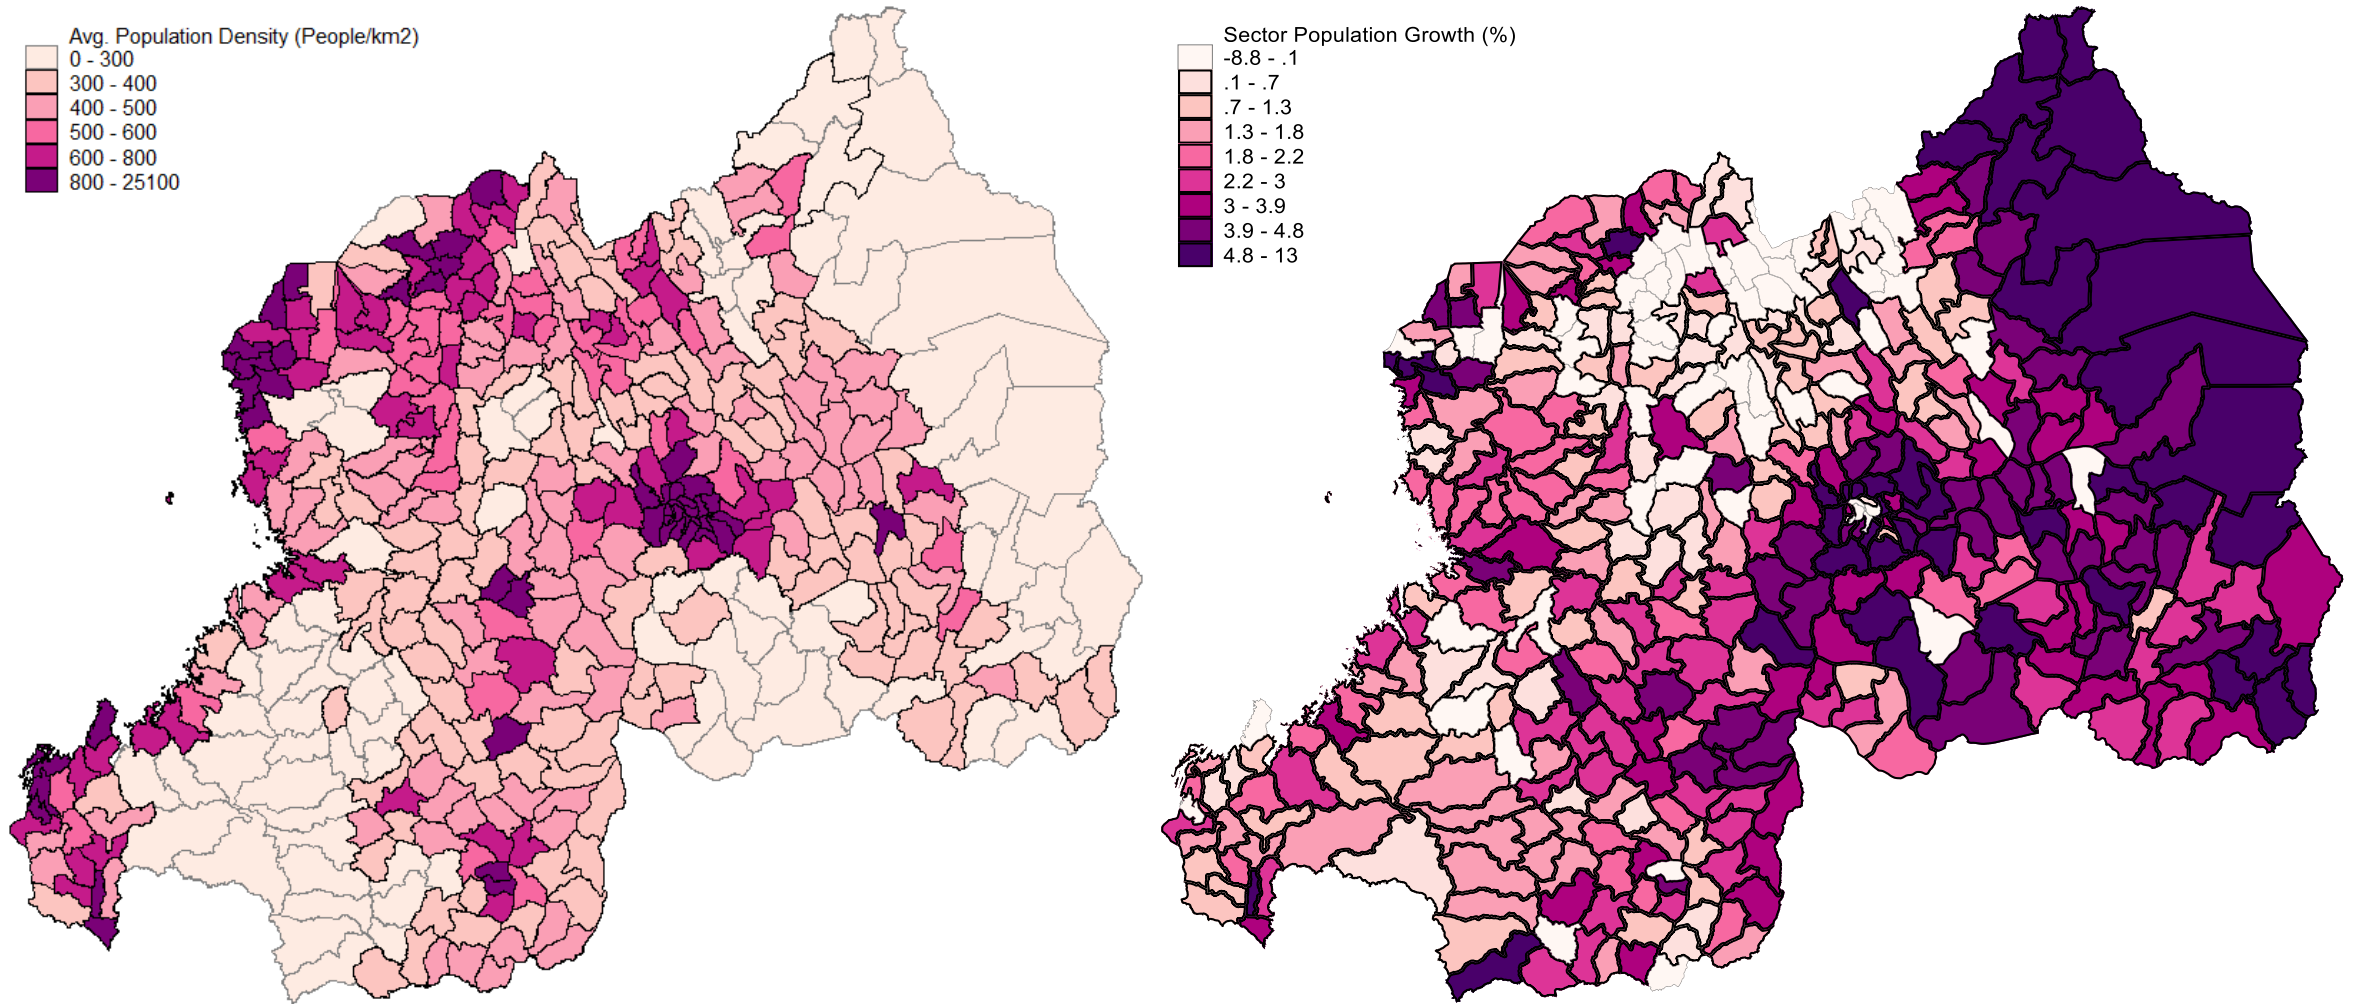 Avg. Population Density (People/km2)
0 - 300
300 - 400
400 - 500
500 - 600
600 - 800
800 - 25100
Sector Population Growth (%)
-8.8 - .1
.1 - .7
.7 - 1.3
1.3 - 1.8
1.8 - 2.2
2.2 - 3
3 - 3.9
3.9 - 4.8
4.8 - 13